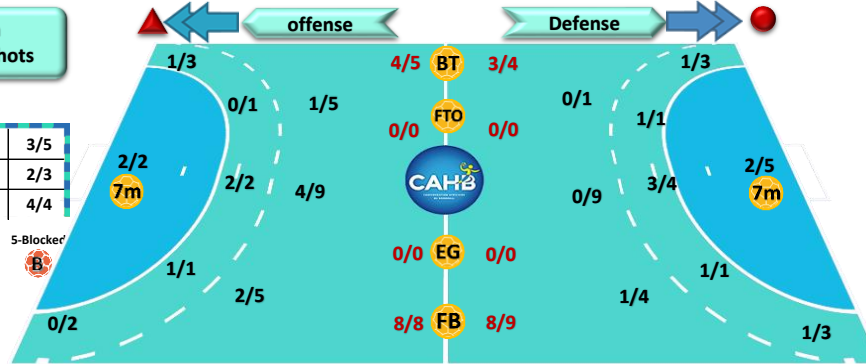 offense
Defense
hots
1/3
4/5
BT
3/4
1/3
0/1
1/5
0/1
1/1
FTO
0/0
0/0
3/5
2/3
4/4
2/2
7m
2/2
4/9
CAHB
0/9
3/4
2/5
7m
5-Blocked
B
1/1
0/0
EG
0/0
1/1
2/5
1/4
0/2
8/8
FB
8/9
1/3